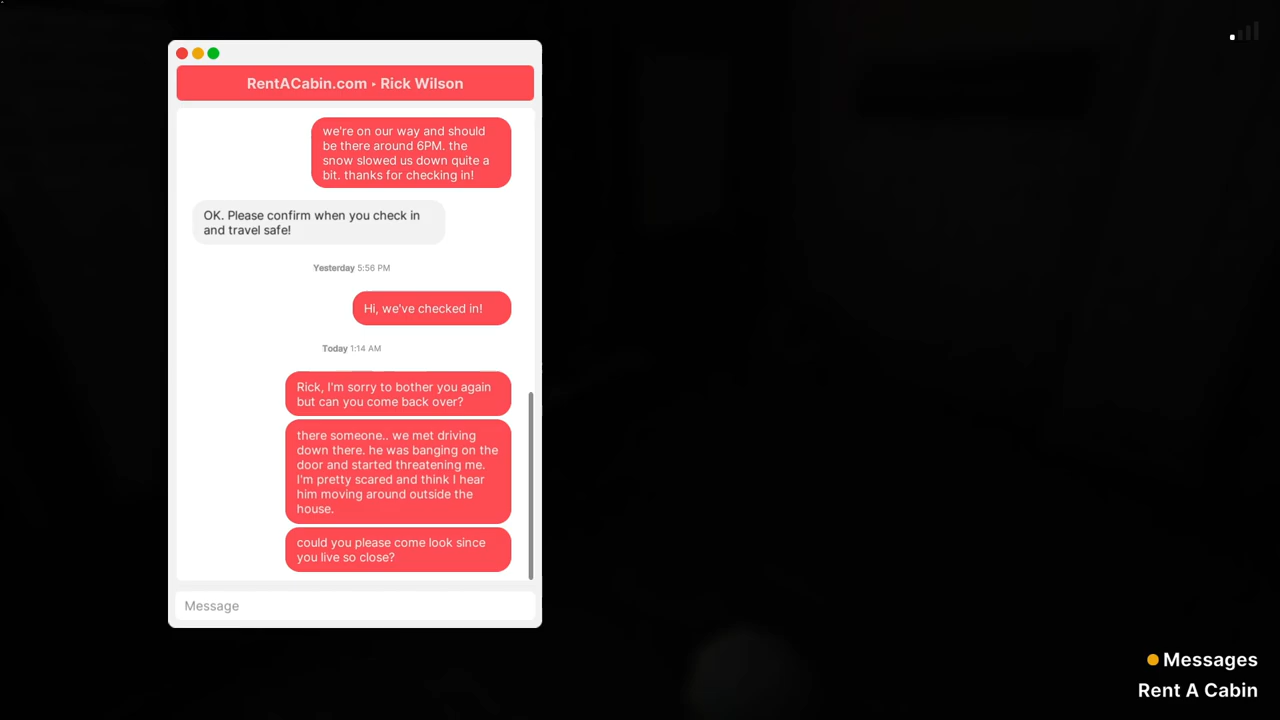 RentACabin.com ▸ Rick Wilson
we're on our way and should
be there around 6PM. the
snow slowed us down quite a
bit. thanks for checking in!
OK. Please confirm when you check in
and travel safe!
Yesterday 5:56 PM
Hi, we've checked in!
Today 1:14 AM
Rick, I'm sorry to bother you again
but can you come back over?
there someone.. we met driving
down there. he was banging on the
door and started threatening me.
I'm pretty scared and think I hear
him moving around outside the
house.
could you please come look since
you live so close?
Message
Messages
Rent A Cabin